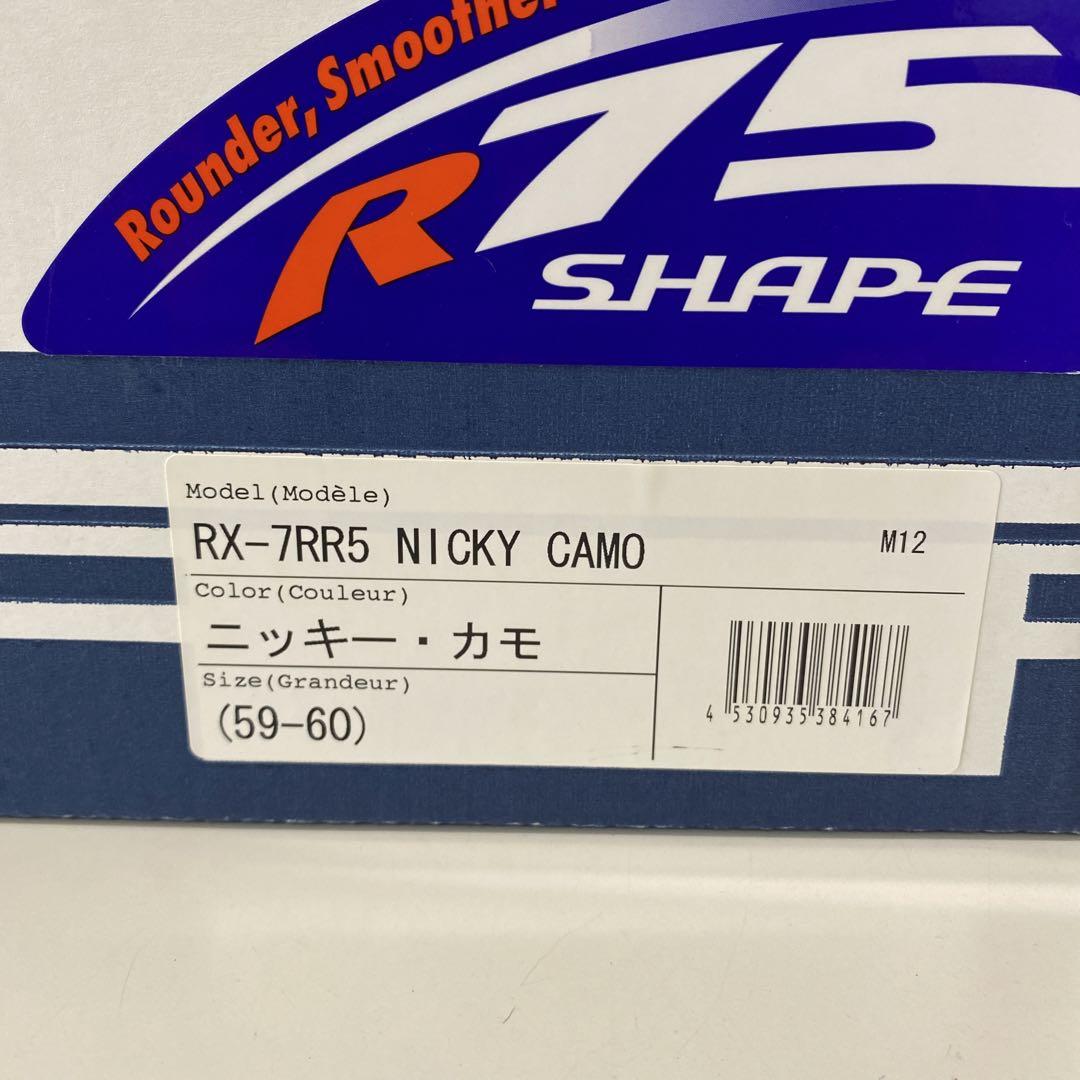 Rounder, Smoother
R75
SHAPE
Model(Modèle)
RX-7RR5 NICKY CAMO
M12
Color(Couleur)
ニッキー・カモ
Size(Grandeur)
(59-60)
4 530935 384167